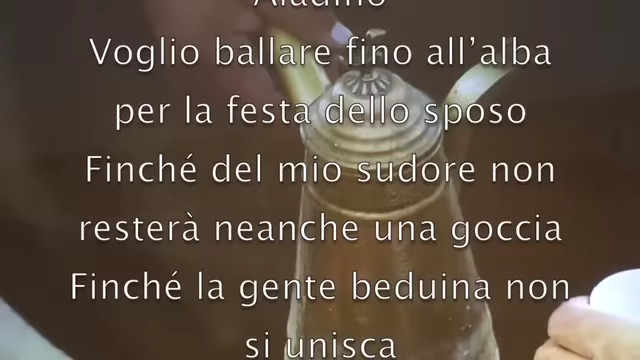 Aladino
Voglio ballare fino all’alba
per la festa dello sposo
Finché del mio sudore non
resterà neanche una goccia
Finché la gente beduina non
si unisca